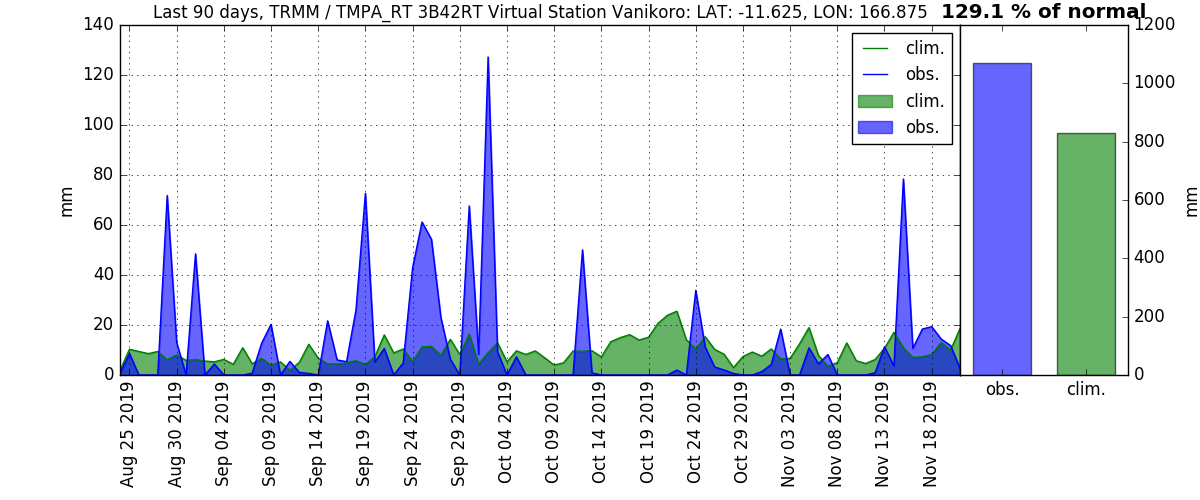 Last 90 days, TRMM / TMPA_RT 3B42RT Virtual Station Vanikoro: LAT: -11.625, LON: 166.875 129.1 % of normal
140
120
100
80
60
40
20
0
mm
clim.
obs.
clim.
obs.
Aug 25 2019
Aug 30 2019
Sep 04 2019
Sep 09 2019
Sep 14 2019
Sep 19 2019
Sep 24 2019
Sep 29 2019
Oct 04 2019
Oct 09 2019
Oct 14 2019
Oct 19 2019
Oct 24 2019
Oct 29 2019
Nov 03 2019
Nov 08 2019
Nov 13 2019
Nov 18 2019
1200
1000
800
600
400
200
0
mm
obs.
clim.